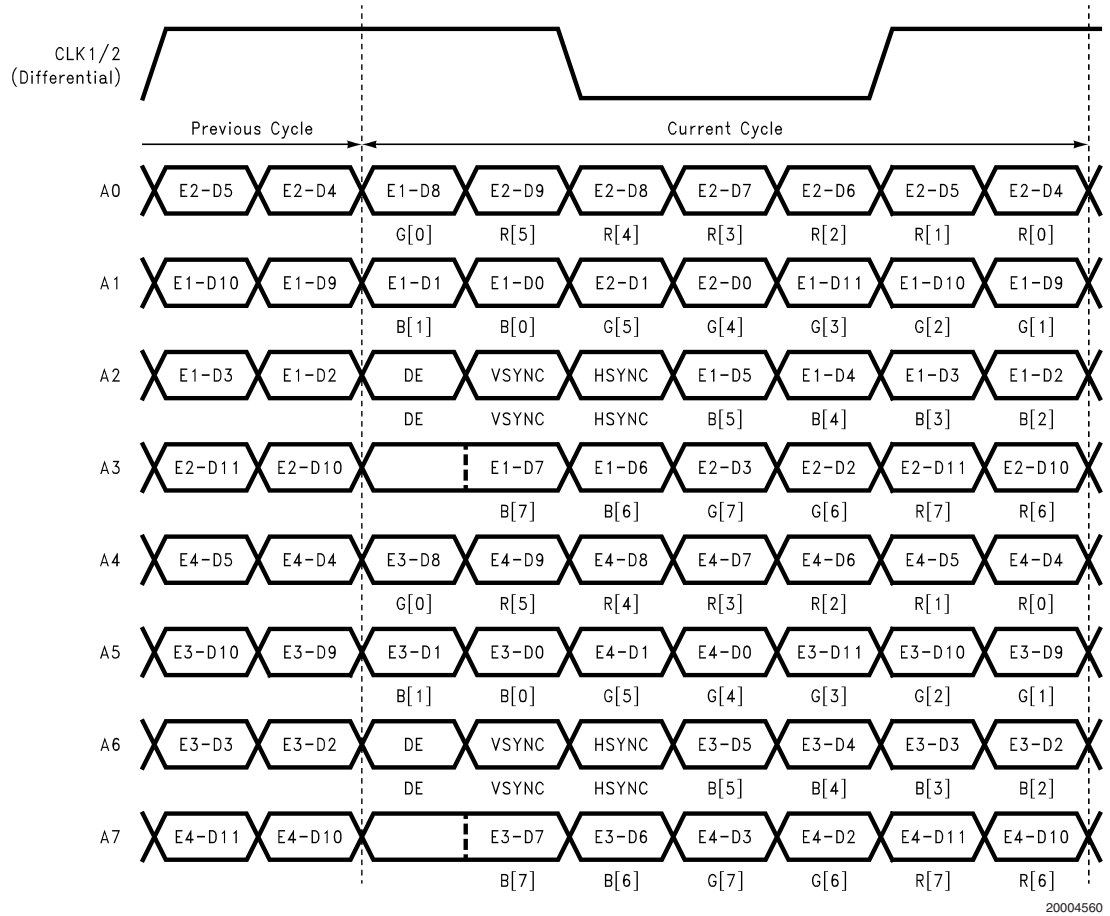 CLK1/2
(Differential)
Previous Cycle Current Cycle
A0 E2-D5 E2-D4 E1-D8 E2-D9 E2-D8 E2-D7 E2-D6 E2-D5 E2-D4
G[0] R[5] R[4] R[3] R[2] R[1] R[0]
A1 E1-D10 E1-D9 E1-D1 E1-D0 E2-D1 E2-D0 E1-D11 E1-D10 E1-D9
B[1] B[0] G[5] G[4] G[3] G[2] G[1]
A2 E1-D3 E1-D2 DE VSYNC HSYNC E1-D5 E1-D4 E1-D3 E1-D2
DE VSYNC HSYNC B[5] B[4] B[3] B[2]
A3 E2-D11 E2-D10 E1-D7 E1-D6 E2-D3 E2-D2 E2-D11 E2-D10
B[7] B[6] G[7] G[6] R[7] R[6]
A4 E4-D5 E4-D4 E3-D8 E4-D9 E4-D8 E4-D7 E4-D6 E4-D5 E4-D4
G[0] R[5] R[4] R[3] R[2] R[1] R[0]
A5 E3-D10 E3-D9 E3-D1 E3-D0 E4-D1 E4-D0 E3-D11 E3-D10 E3-D9
B[1] B[0] G[5] G[4] G[3] G[2] G[1]
A6 E3-D3 E3-D2 DE VSYNC HSYNC E3-D5 E3-D4 E3-D3 E3-D2
DE VSYNC HSYNC B[5] B[4] B[3] B[2]
A7 E4-D11 E4-D10 E3-D7 E3-D6 E4-D3 E4-D2 E4-D11 E4-D10
B[7] B[6] G[7] G[6] R[7] R[6]
20004560